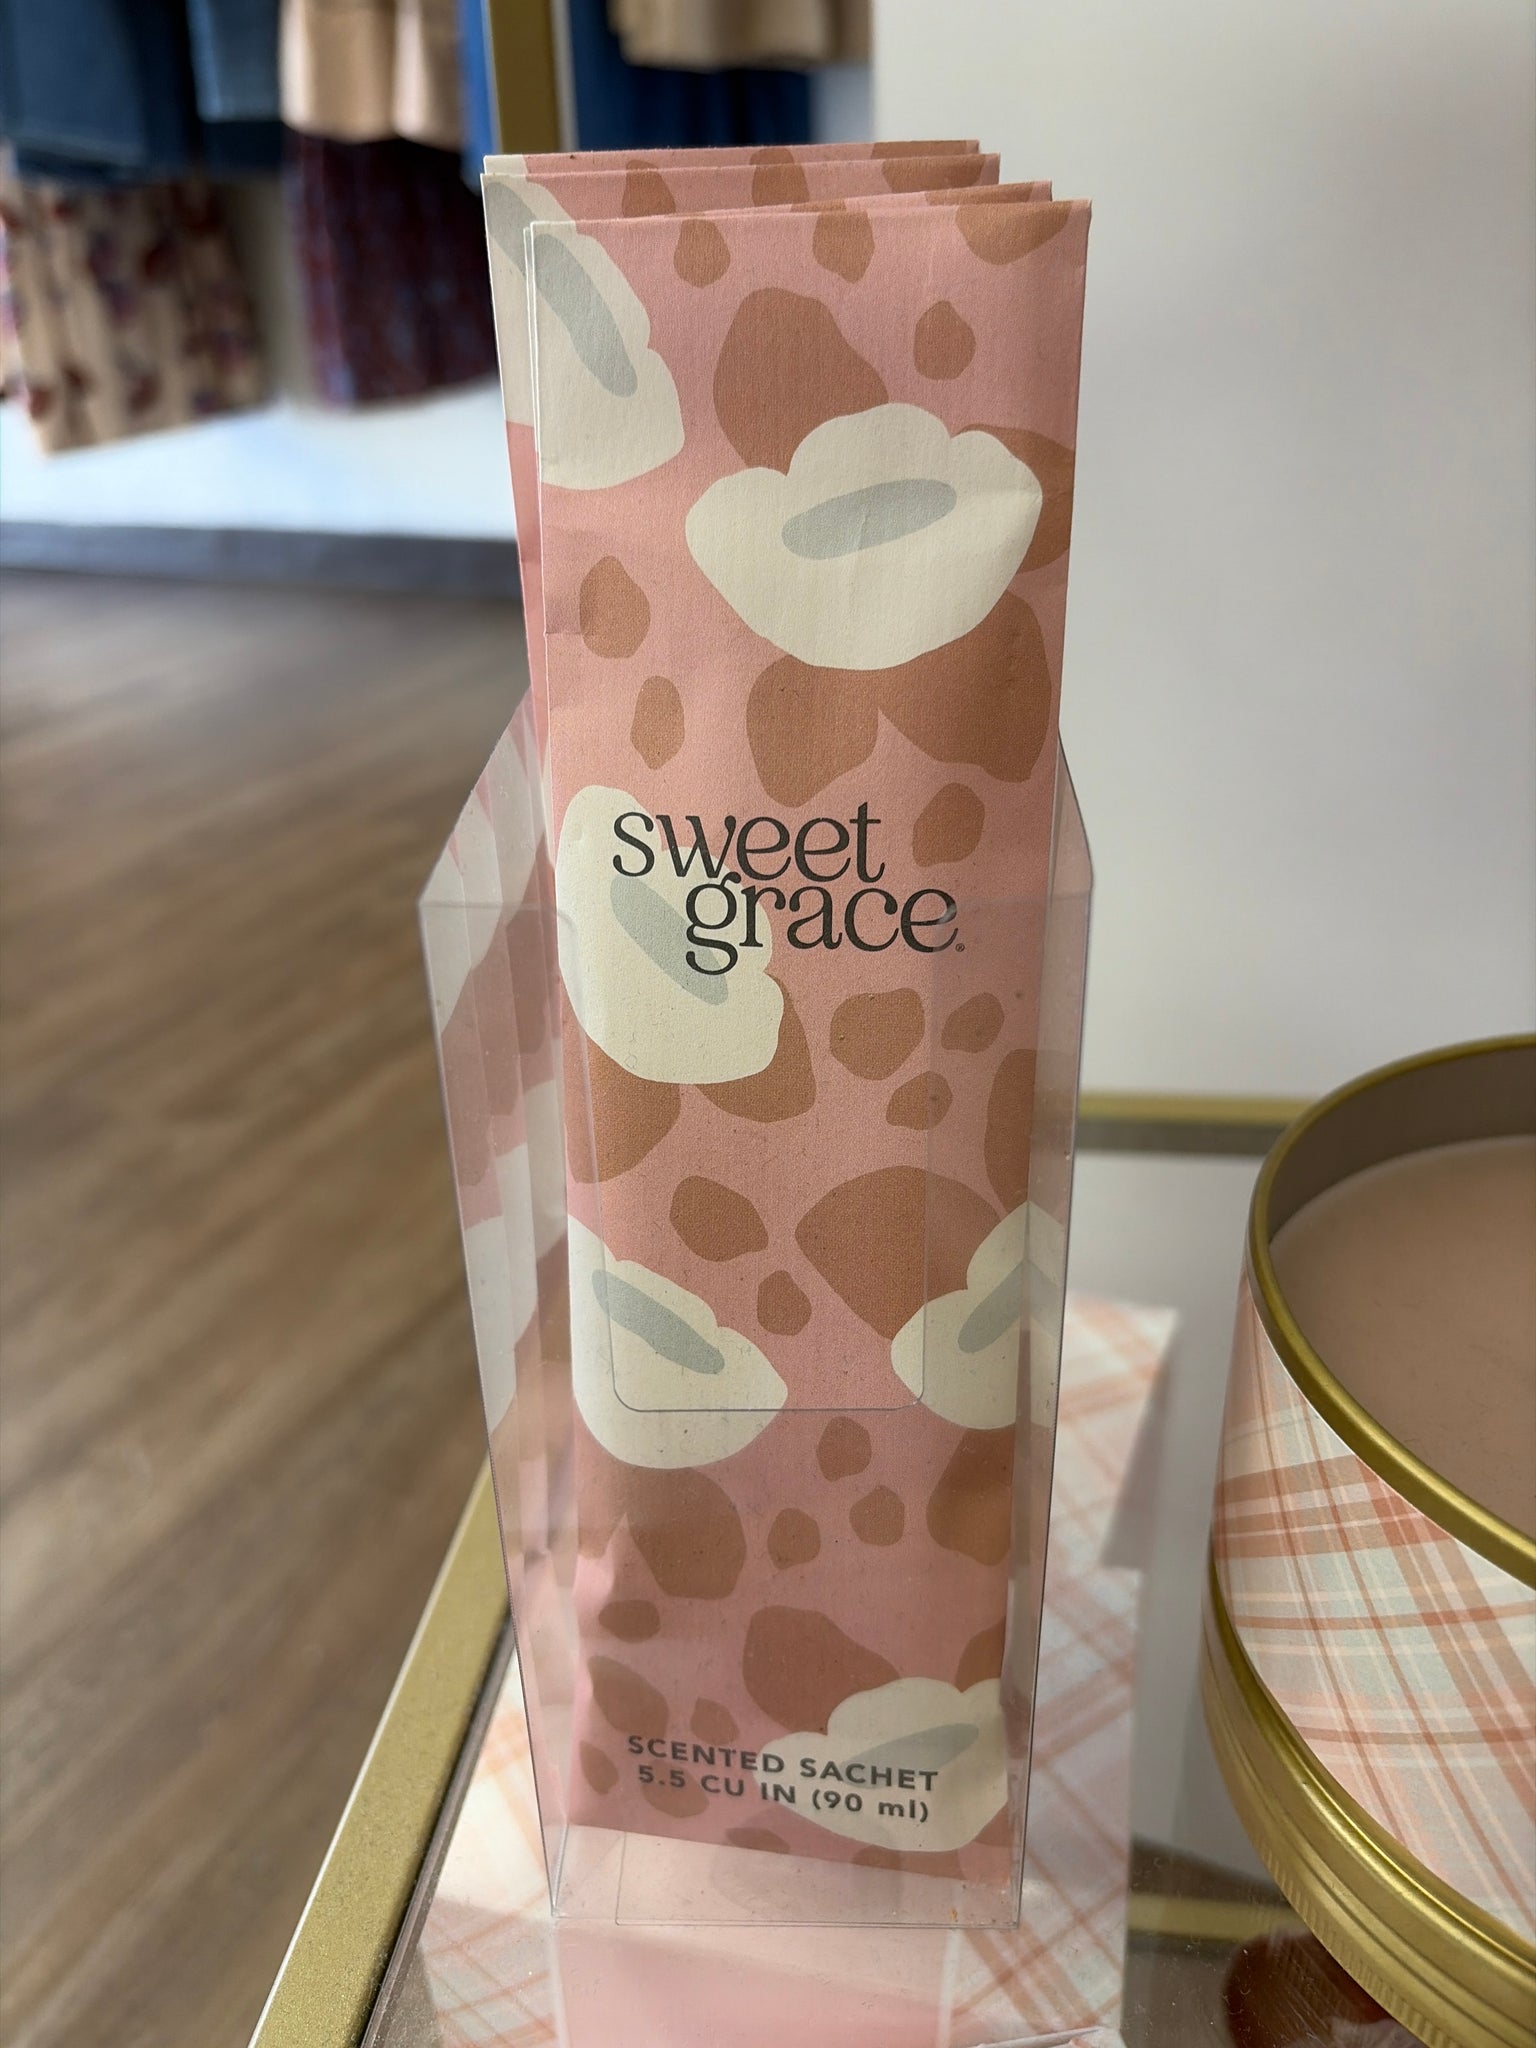 sweet
grace®
SCENTED SACHET
5.5 CU IN (90 ml)